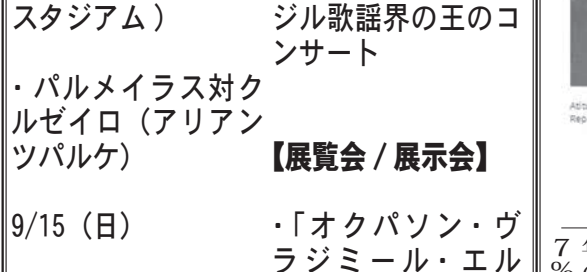 スタジアム )
・パルメイラス対ク
ルゼイロ（アリアン
ツパルケ）
9/15（日）
ジル歌謡界の王のコ
ンサート
【展覧会 / 展示会】
・「オクパソン・ヴ
ラジミール・エル
7
%